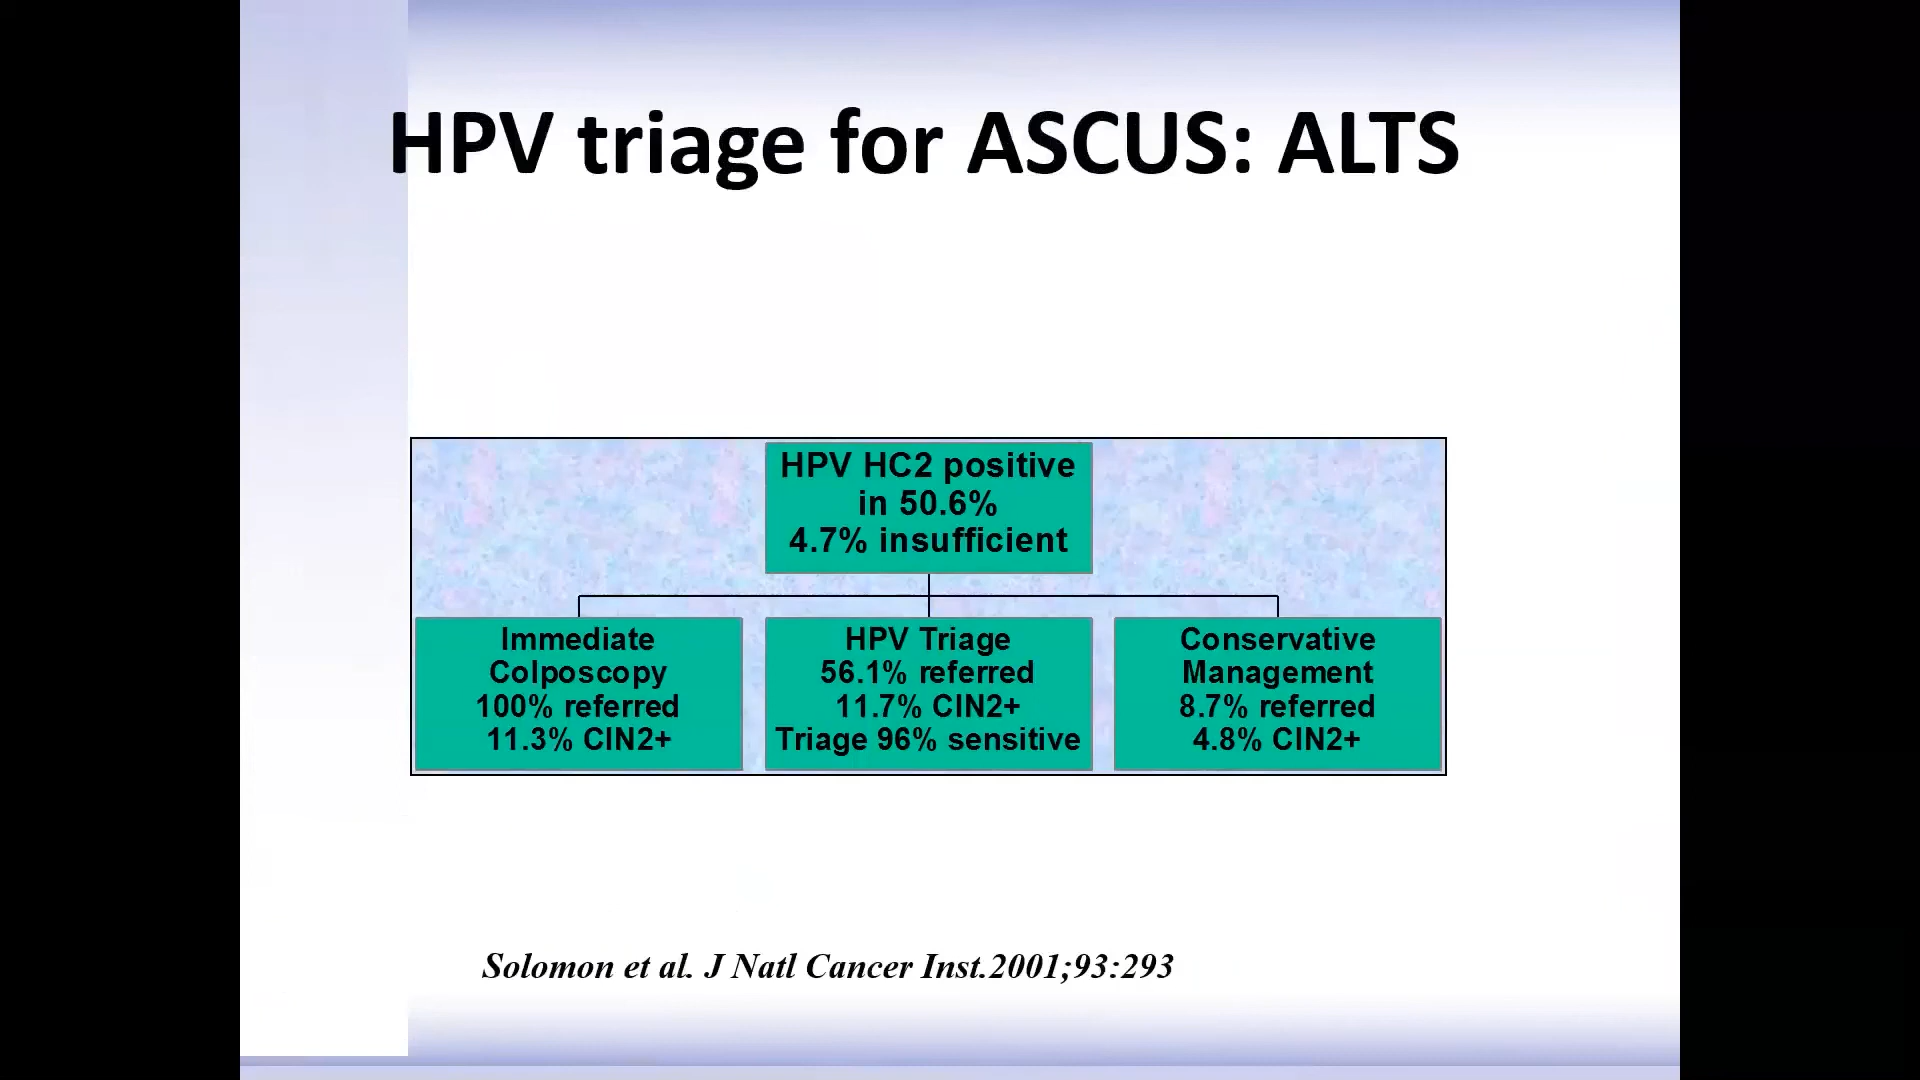 HPV triage for ASCUS: ALTS
HPV HC2 positive
in 50.6%
4.7% insufficient
Immediate
Colposcopy
100% referred
11.3% CIN2+
HPV Triage
56.1% referred
11.7% CIN2+
Triage 96% sensitive
Conservative
Management
8.7% referred
4.8% CIN2+
Solomon et al. J Natl Cancer Inst.2001;93:293